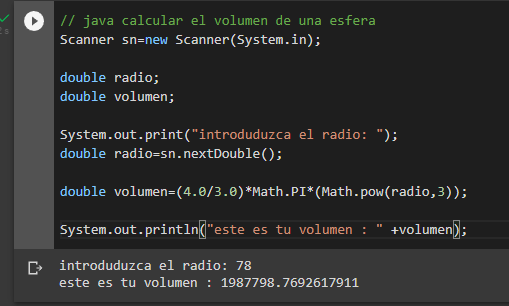 // java calcular el volumen de una esfera
Scanner sn=new Scanner(System.in);
double radio;
double volumen;
System.out.print("introduduzca el radio: ");
double radio=sn.nextDouble();
double volumen=(4.0/3.0)*Math.PI*(Math.pow(radio,3));
System.out.println("este es tu volumen : " +volumen);
introduduzca el radio: 78
este es tu volumen : 1987798.7692617911